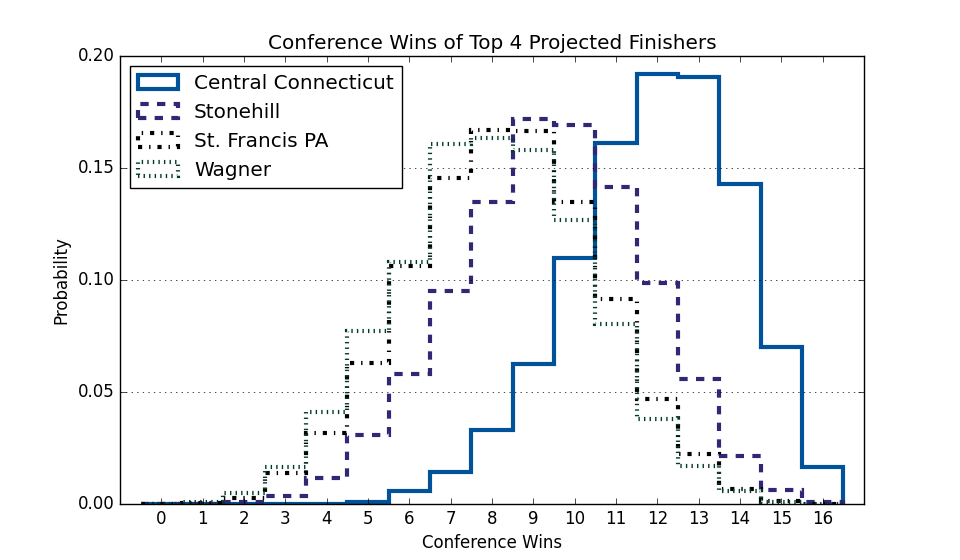 Conference Wins of Top 4 Projected Finishers
0.20
Central Connecticut
Stonehill
St. Francis PA
Wagner
0.15
0.10
0.05
0.00
Probability
0 1 2 3 4 5 6 7 8 9 10 11 12 13 14 15 16
Conference Wins